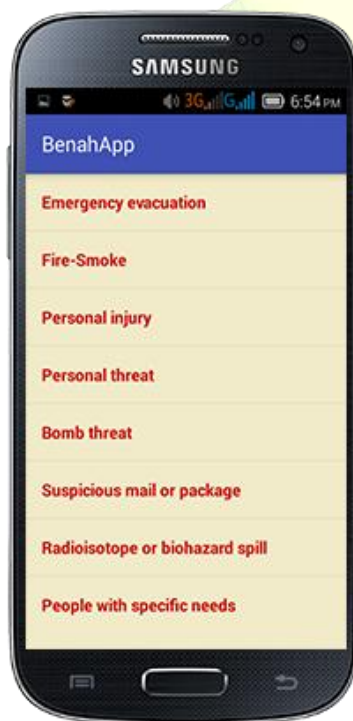 SAMSUNG
3G G 6:54 PM
BenahApp
Emergency evacuation
Fire-Smoke
Personal injury
Personal threat
Bomb threat
Suspicious mail or package
Radioisotope or biohazard spill
People with specific needs